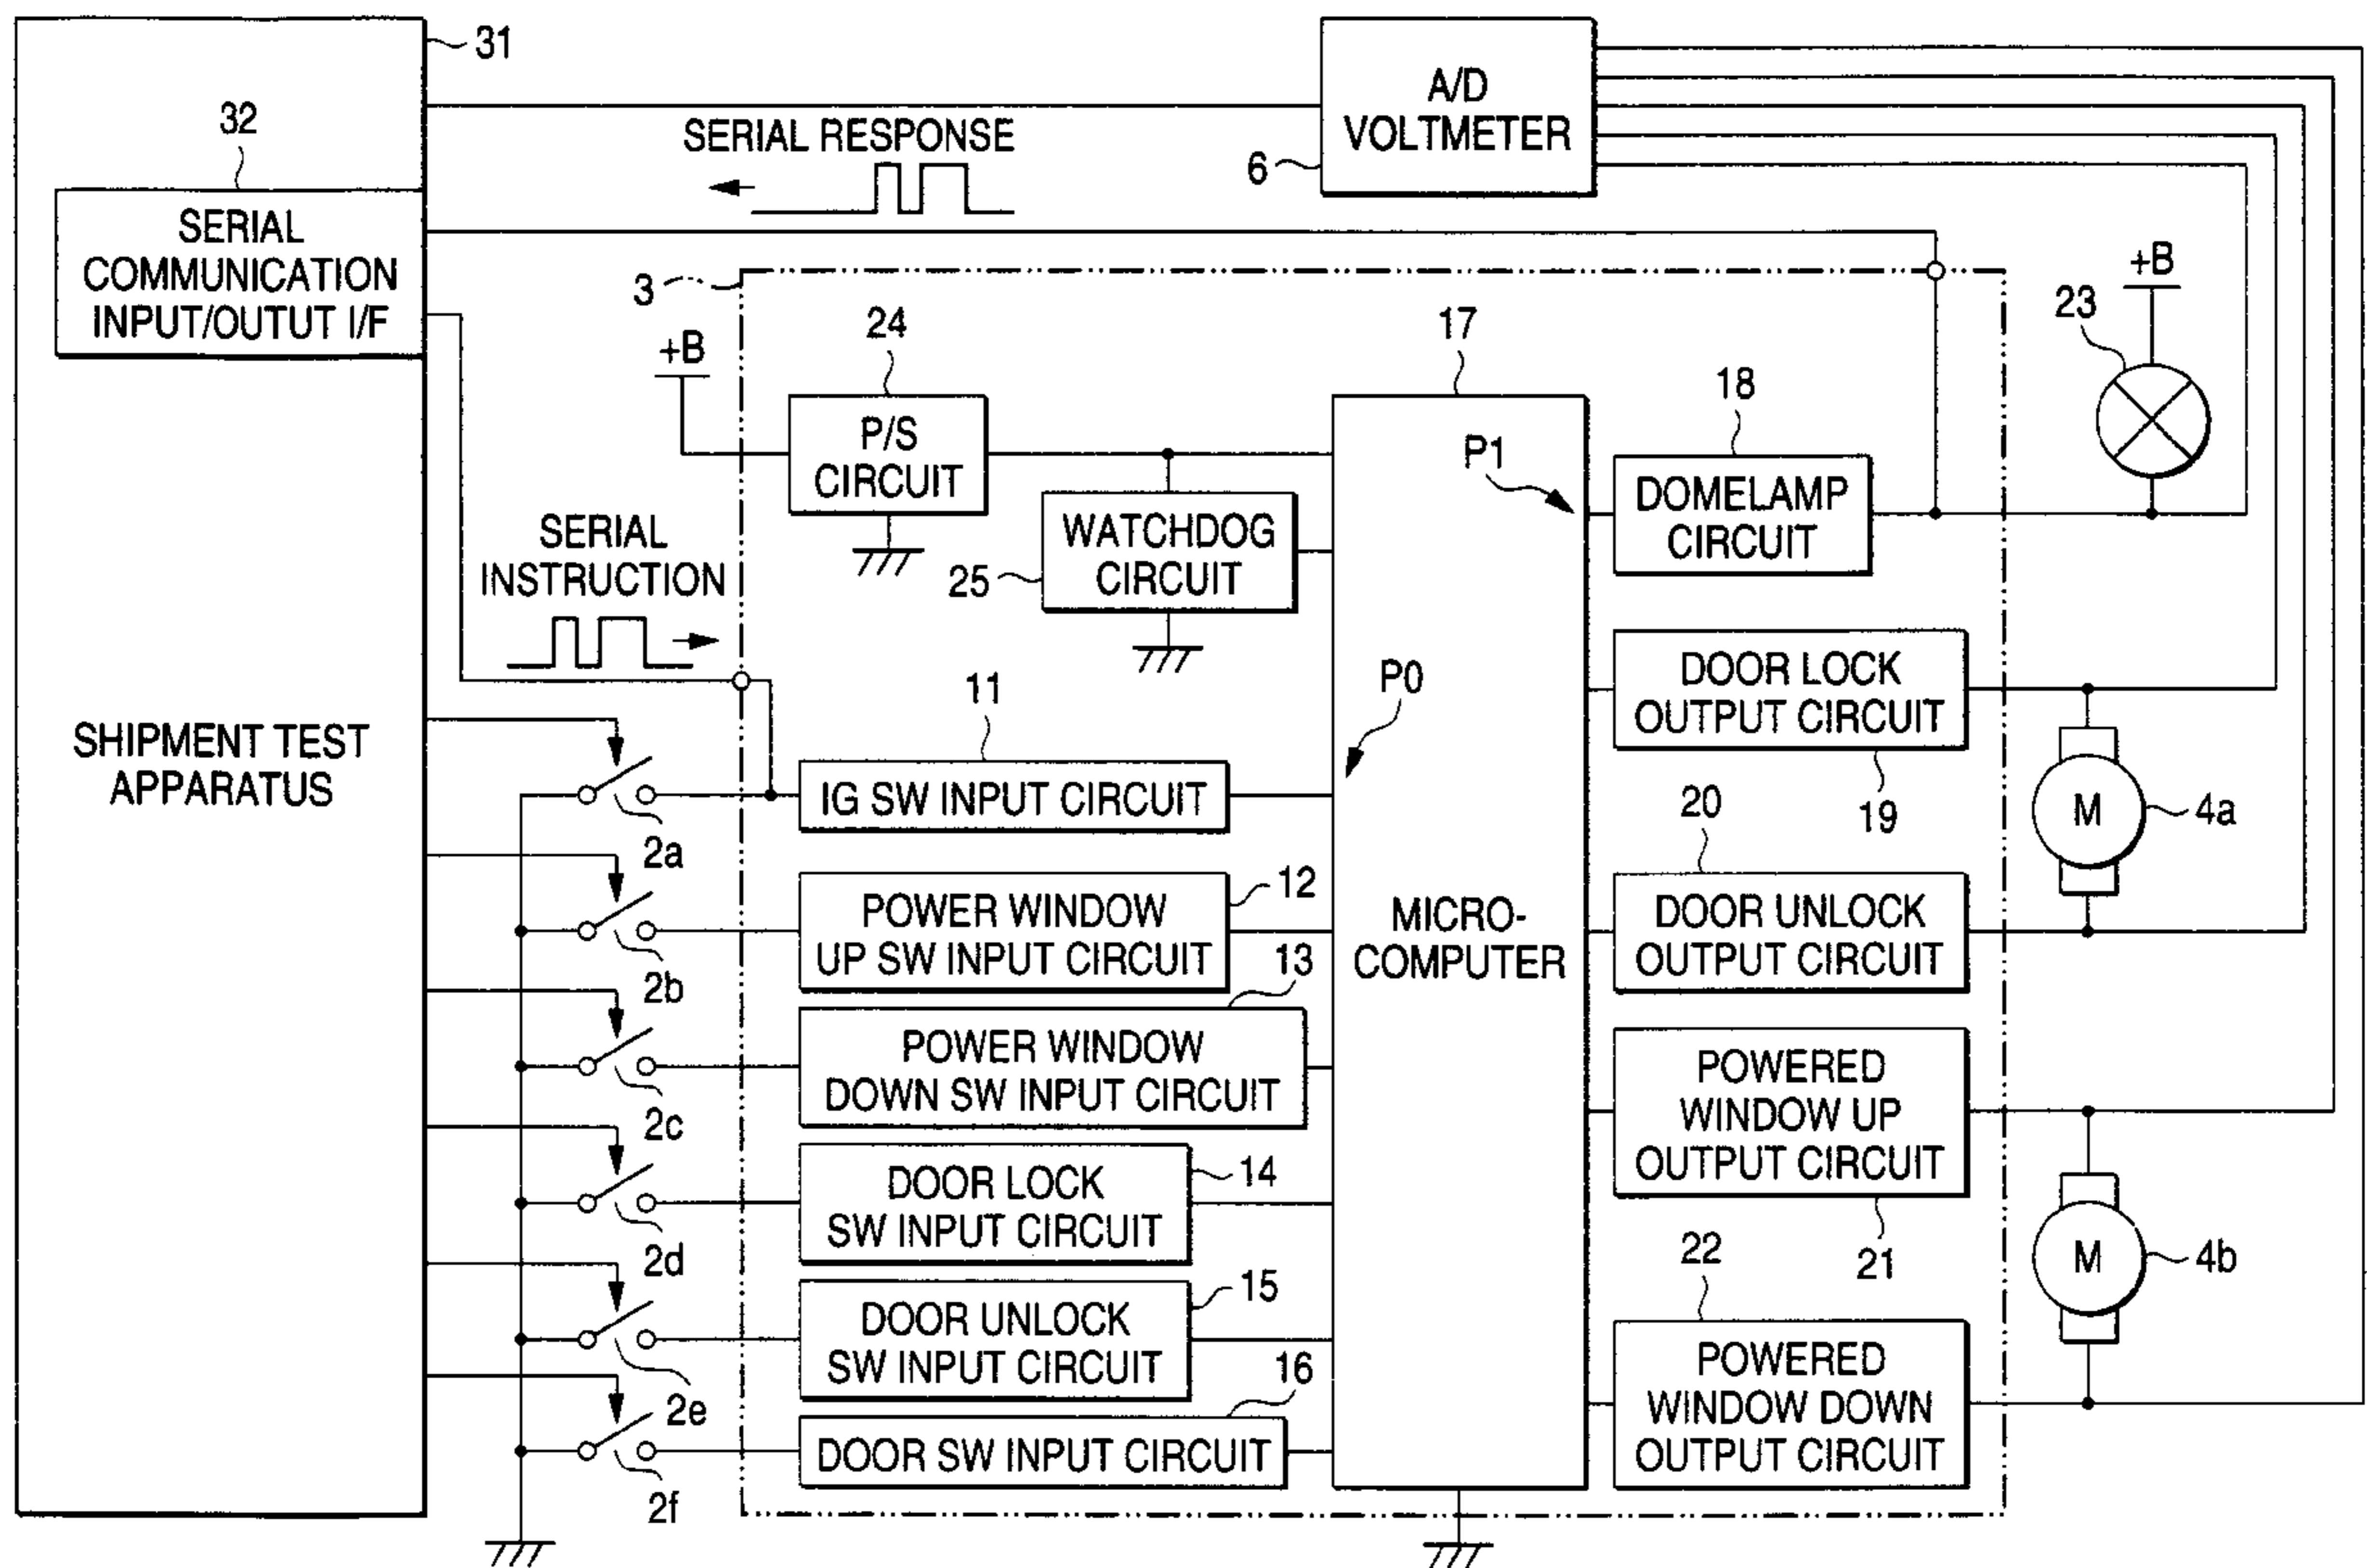 31
32
SERIAL
COMMUNICATION
INPUT/OUTUT I/F
SHIPMENT TEST
APPARATUS
SERIAL RESPONSE
A/D
VOLTMETER
6
3
+B
24
P/S
CIRCUIT
WATCHDOG
CIRCUIT
25
SERIAL
INSTRUCTION
17
P1
P0
MICRO-
COMPUTER
11
IG SW INPUT CIRCUIT
2a
12
POWER WINDOW
UP SW INPUT CIRCUIT
2b
13
POWER WINDOW
DOWN SW INPUT CIRCUIT
2c
14
DOOR LOCK
SW INPUT CIRCUIT
2d
15
DOOR UNLOCK
SW INPUT CIRCUIT
2e
16
DOOR SW INPUT CIRCUIT
2f
18
DOMELAMP
CIRCUIT
+B
23
DOOR LOCK
OUTPUT CIRCUIT
19
M
4a
20
DOOR UNLOCK
OUTPUT CIRCUIT
POWERED
WINDOW UP
OUTPUT CIRCUIT
21
M
4b
22
POWERED
WINDOW DOWN
OUTPUT CIRCUIT